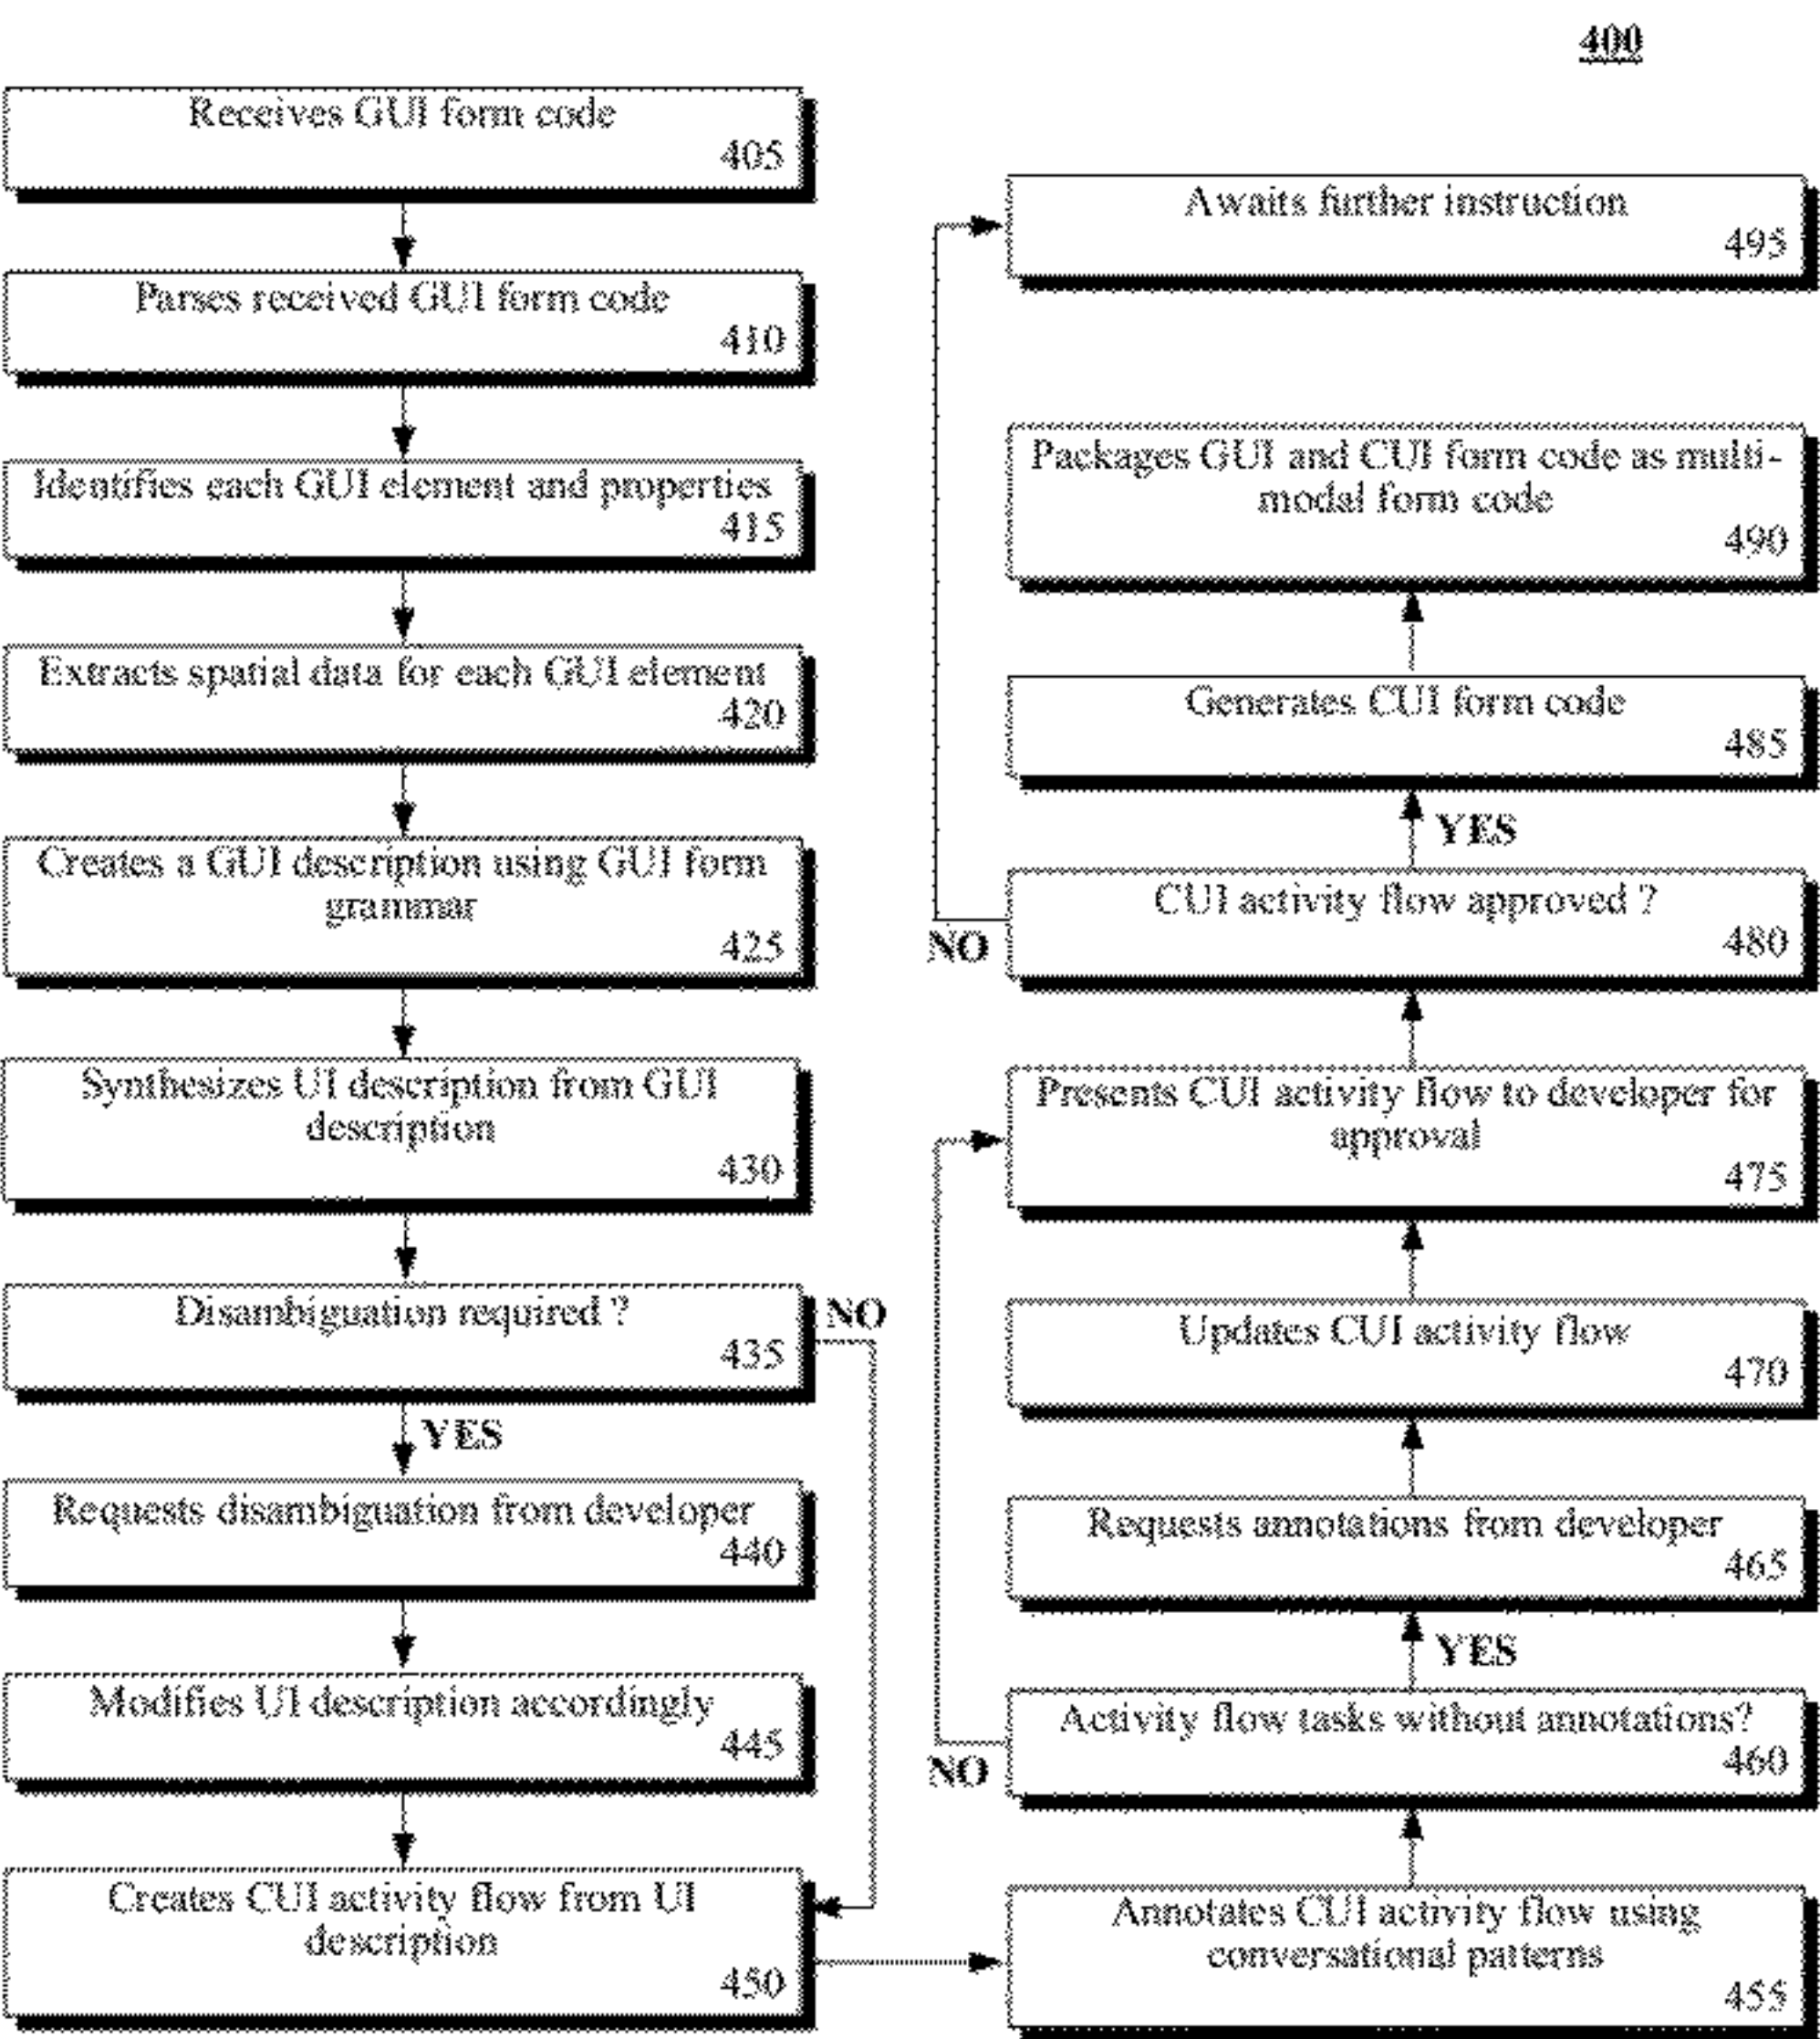 400
Receives GUI form code
405
Parses received GUI form code
410
Identifies each GUI element and properties
415
Extracts spatial data for each GUI element
420
Creates a GUI description using GUI form
grammar
425
Synthesizes UI description from GUI
description
430
Disambiguation required ?
435
NO
YES
Requests disambiguation from developer
440
Modifies UI description accordingly
445
Creates CUI activity flow from UI
description
450
Awaits further instruction
495
Packages GUI and CUI form code as multi-
modal form code
490
Generates CUI form code
485
YES
CUI activity flow approved ?
480
NO
Presents CUI activity flow to developer for
approval
475
Updates CUI activity flow
470
Requests annotations from developer
465
YES
Activity flow tasks without annotations?
460
NO
Annotates CUI activity flow using
conversational patterns
455